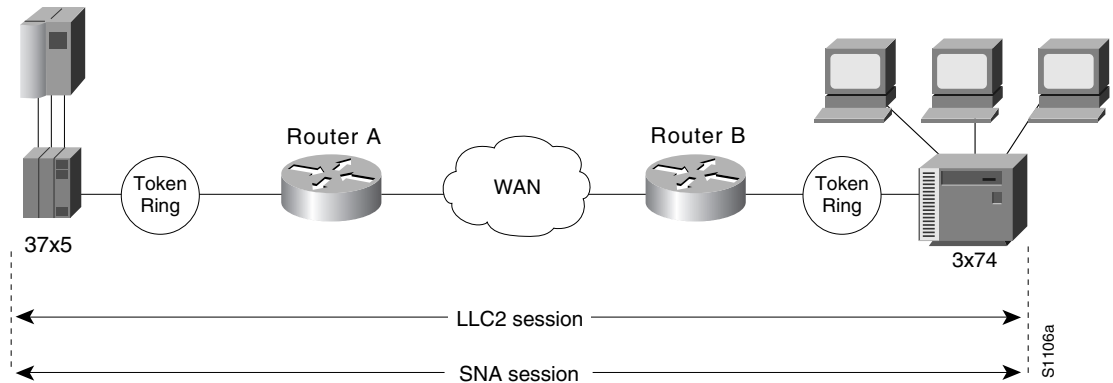 Router A
Router B
Token
Ring
WAN
Token
Ring
37x5
3x74
LLC2 session
SNA session
S1106a